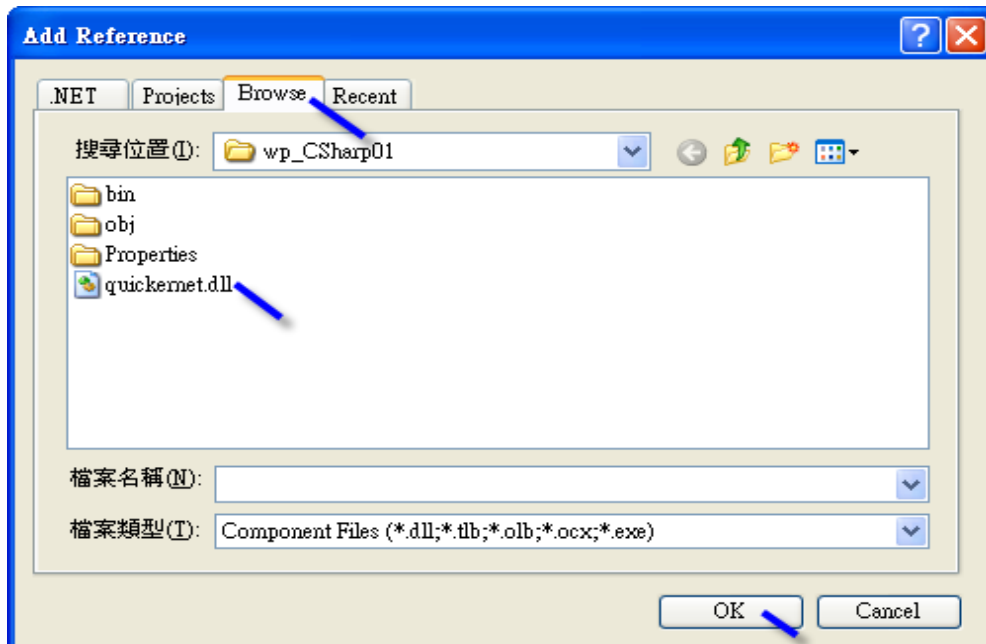 Add Reference
.NET Projects Browse Recent
搜尋位置(I): wp_CSharp01
bin
obj
Properties
quickernet.dll
檔案名稱(N):
檔案類型(T): Component Files (*.dll;*.tlb;*.olb;*.ocx;*.exe)
OK Cancel